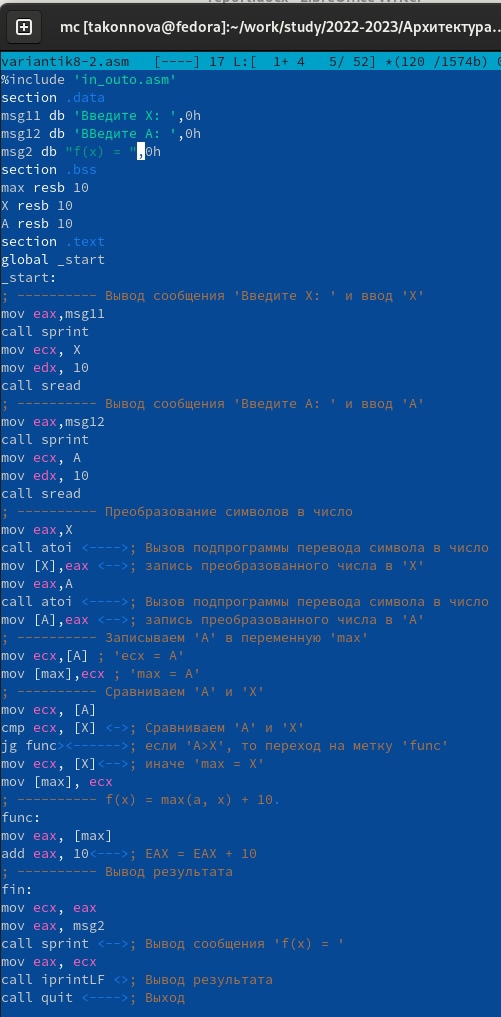 mc [takonnova@fedora]:~/work/study/2022-2023/Архитектура...
variantik8-2.asm [----] 17 L:[ 1+ 4 5/ 52] *(120 /1574b)
%include 'in_outo.asm'
section .data
msg11 db 'Введите X: ',0h
msg12 db 'ВВедите A: ',0h
msg2 db "f(x) = ",0h
section .bss
max resb 10
X resb 10
A resb 10
section .text
global _start
_start:
; ---------- Вывод сообщения 'Введите X: ' и ввод 'X'
mov eax,msg11
call sprint
mov ecx, X
mov edx, 10
call sread
; ---------- Вывод сообщения 'Введите A: ' и ввод 'A'
mov eax,msg12
call sprint
mov ecx, A
mov edx, 10
call sread
; ---------- Преобразование символов в число
mov eax,X
call atoi <---->; Вызов подпрограммы перевода символа в число
mov [X],eax <-->; запись преобразованного числа в 'X'
mov eax,A
call atoi <---->; Вызов подпрограммы перевода символа в число
mov [A],eax <-->; запись преобразованного числа в 'A'
; ---------- Записываем 'A' в переменную 'max'
mov ecx,[A] ; 'ecx = A'
mov [max],ecx ; 'max = A'
; ---------- Сравниваем 'A' и 'X'
mov ecx, [A]
cmp ecx, [X] <->; Сравниваем 'A' и 'X'
jg func><------>; если 'A>X', то переход на метку 'func'
mov ecx, [X]<-->; иначе 'max = X'
mov [max], ecx
; ---------- f(x) = max(a, x) + 10.
func:
mov eax, [max]
add eax, 10<--->; EAX = EAX + 10
; ---------- Вывод результата
fin:
mov ecx, eax
mov eax, msg2
call sprint <-->; Вывод сообщения 'f(x) = '
mov eax, ecx
call iprintLF <>; Вывод результата
call quit <---->; Выход